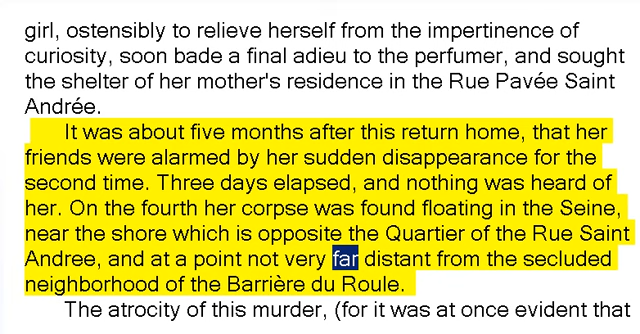 girl, ostensibly to relieve herself from the impertinence of
curiosity, soon bade a final adieu to the perfumer, and sought
the shelter of her mother's residence in the Rue Pavée Saint
Andrée.
It was about five months after this return home, that her
friends were alarmed by her sudden disappearance for the
second time. Three days elapsed, and nothing was heard of
her. On the fourth her corpse was found floating in the Seine,
near the shore which is opposite the Quartier of the Rue Saint
Andree, and at a point not very far distant from the secluded
neighborhood of the Barrière du Roule.
The atrocity of this murder, (for it was at once evident that